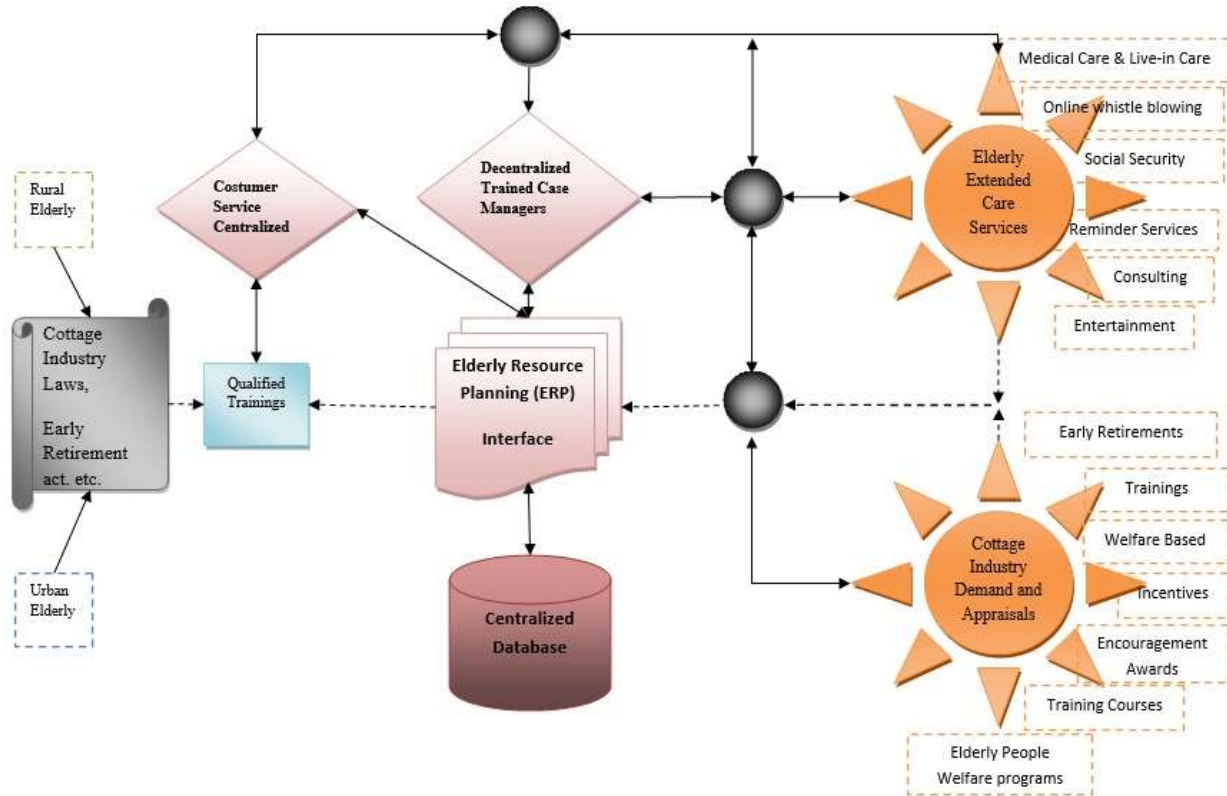 Medical Care & Live-in Care
Online whistle blowing
Social Security
Reminder Services
Consulting
Entertainment
Elderly
Extended
Care
Services
Costumer
Service
Centralized
Decentralized
Trained Case
Managers
Rural
Elderly
Cottage
Industry
Laws,
Early
Retirement
act. etc.
Urban
Elderly
Qualified
Trainings
Elderly Resource
Planning (ERP)
Interface
Centralized
Database
Early Retirements
Trainings
Welfare Based
Incentives
Encouragement
Awards
Training Courses
Elderly People
Welfare programs
Cottage
Industry
Demand and
Appraisals